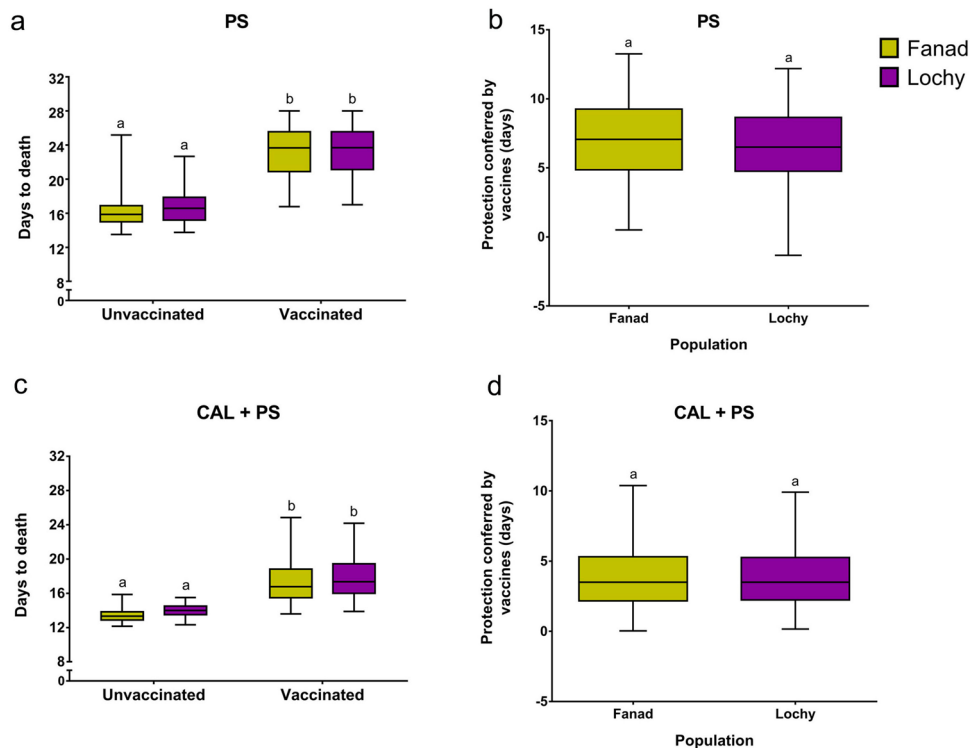 a
PS
Days to death
32
28
24
20
16
12
8
0
a
a
b
b
Unvaccinated
Vaccinated
b
PS
Protection conferred by
vaccines (days)
15
10
5
0
-5
a
a
Fanad
Lochy
Population
Fanad
Lochy
c
CAL + PS
Days to death
32
28
24
20
16
12
8
0
a
a
b
b
Unvaccinated
Vaccinated
d
CAL + PS
Protection conferred by
vaccines (days)
15
10
5
0
-5
a
a
Fanad
Lochy
Population